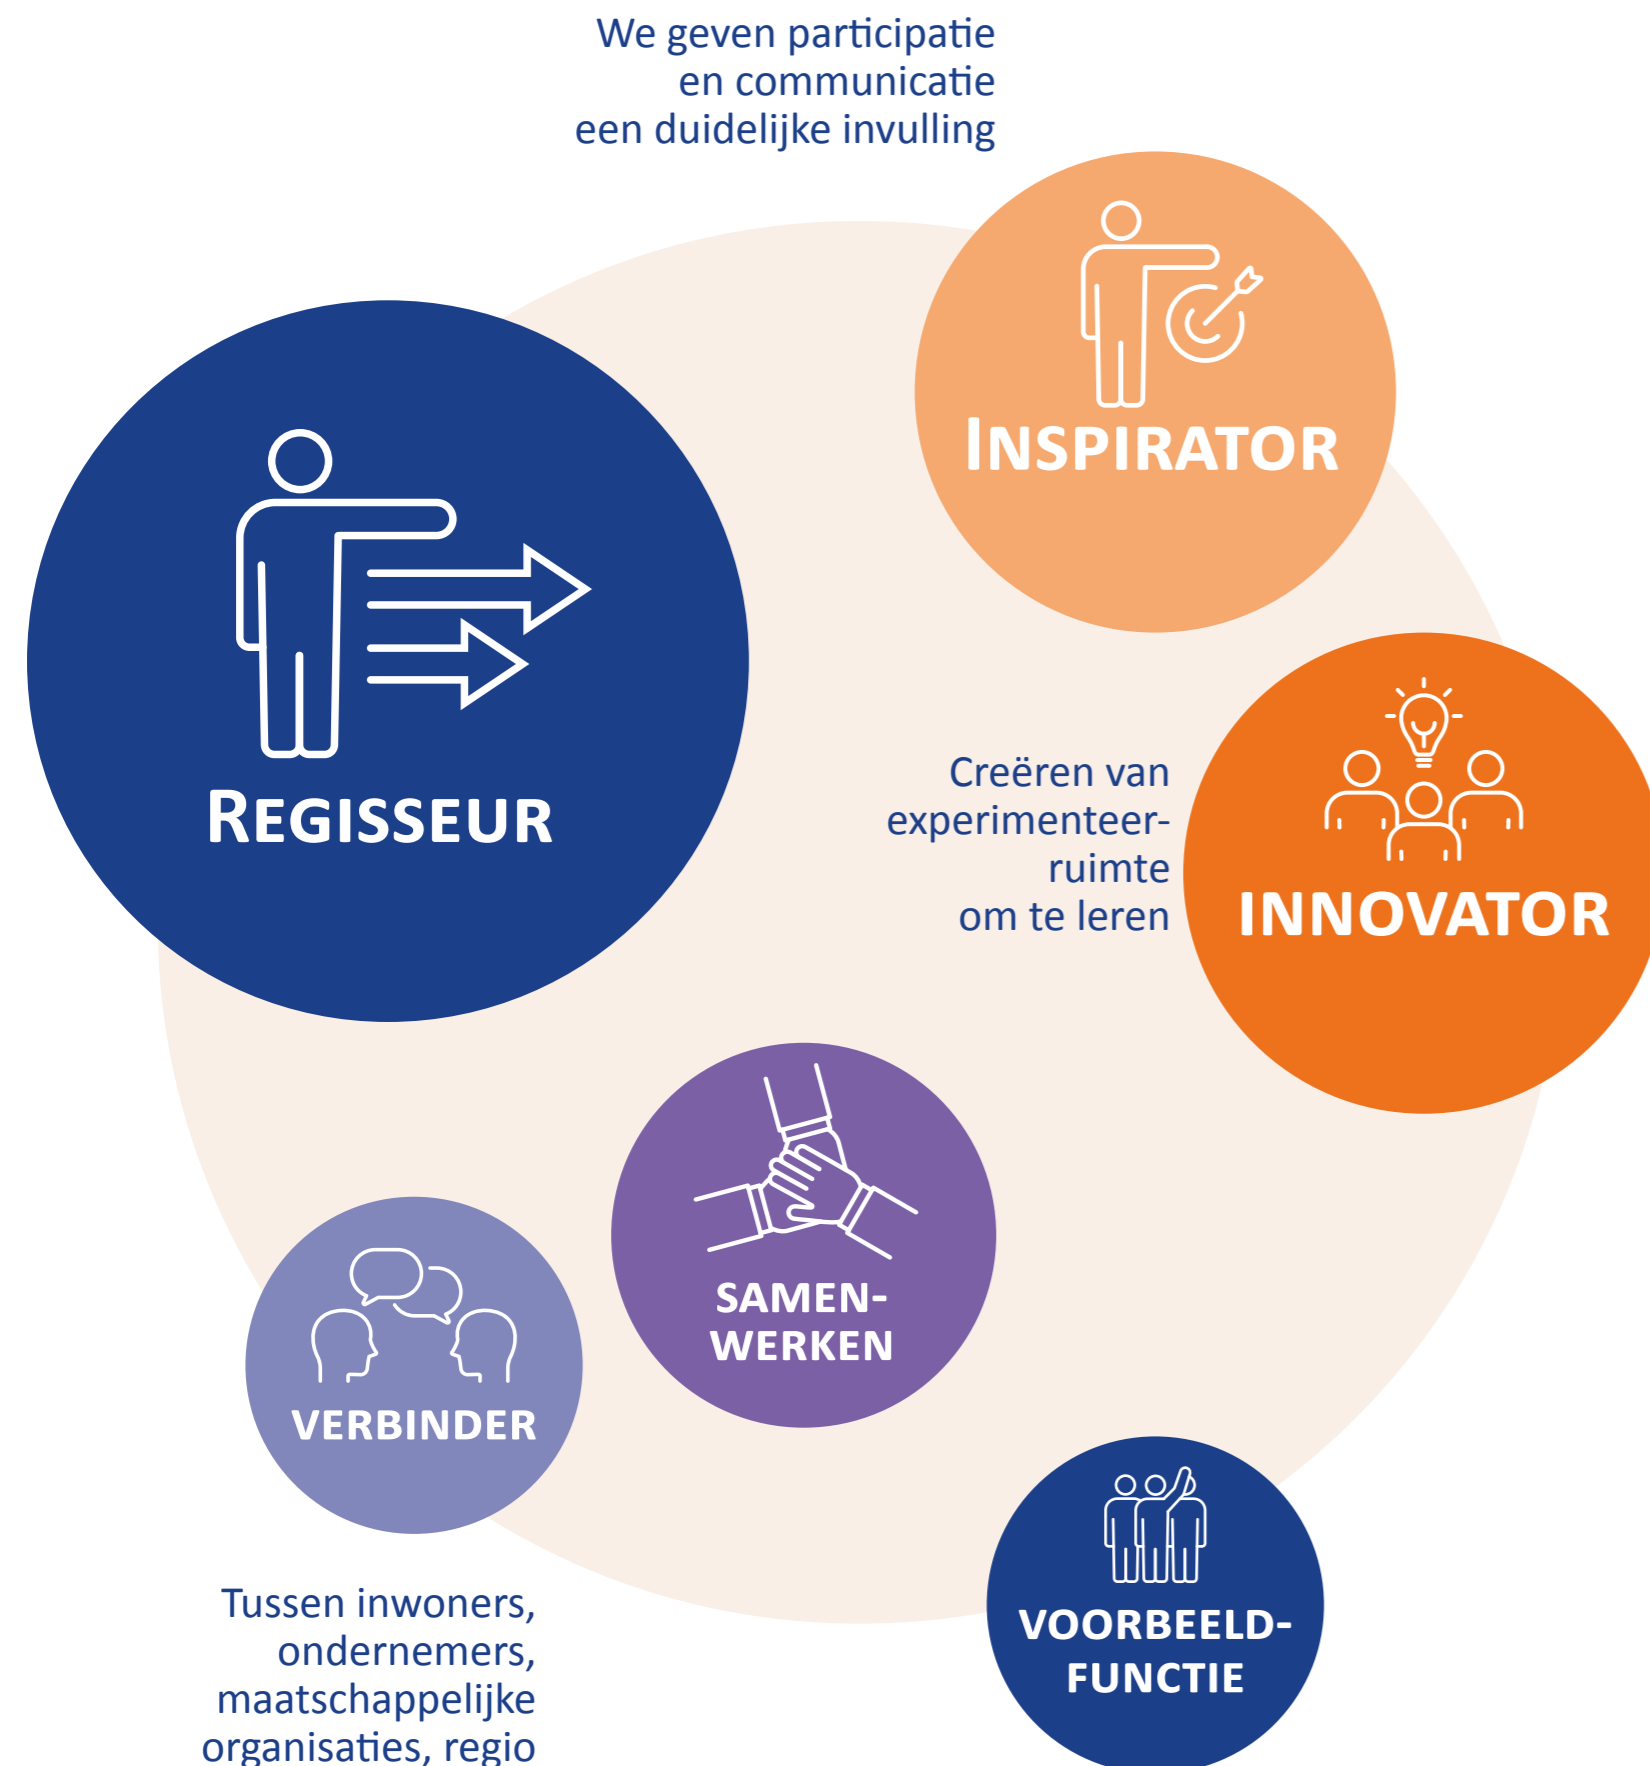 We geven participatie
en communicatie
een duidelijke invulling
INSPIRATOR
REGISSEUR
Creëren van
experimenteer-
ruimte
om te leren
INNOVATOR
SAMEN-
WERKEN
VERBINDER
Tussen inwoners,
ondernemers,
maatschappelijke
organisaties, regio
VOORBEELD-
FUNCTIE